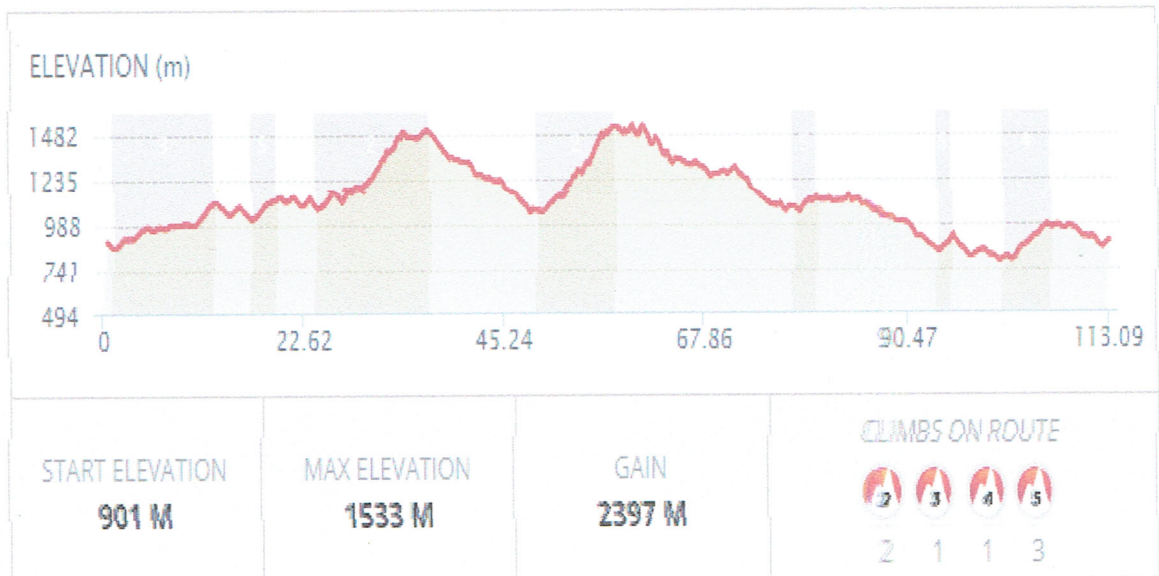 ELEVATION (m)
1482
1235
988
741
494
0 22.62 45.24 67.86 90.47 113.09
START ELEVATION
901 M
MAX ELEVATION
1533 M
GAIN
2397 M
CLIMBS ON ROUTE
2 3 4 5
2 1 1 3